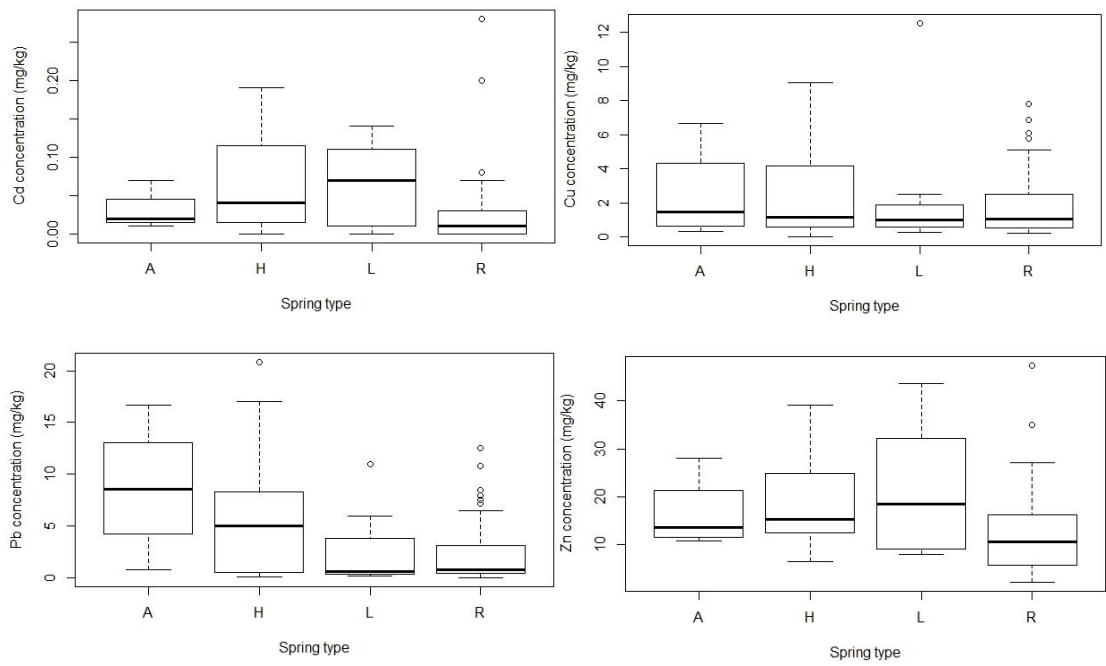 Cd concentration (mg/kg)
0.20
0.10
0.00
A H L R
Spring type
Cu concentration (mg/kg)
12
10
8
6
4
2
0
A H L R
Spring type
Pb concentration (mg/kg)
20
15
10
5
0
A H L R
Spring type
Zn concentration (mg/kg)
40
30
20
10
A H L R
Spring type